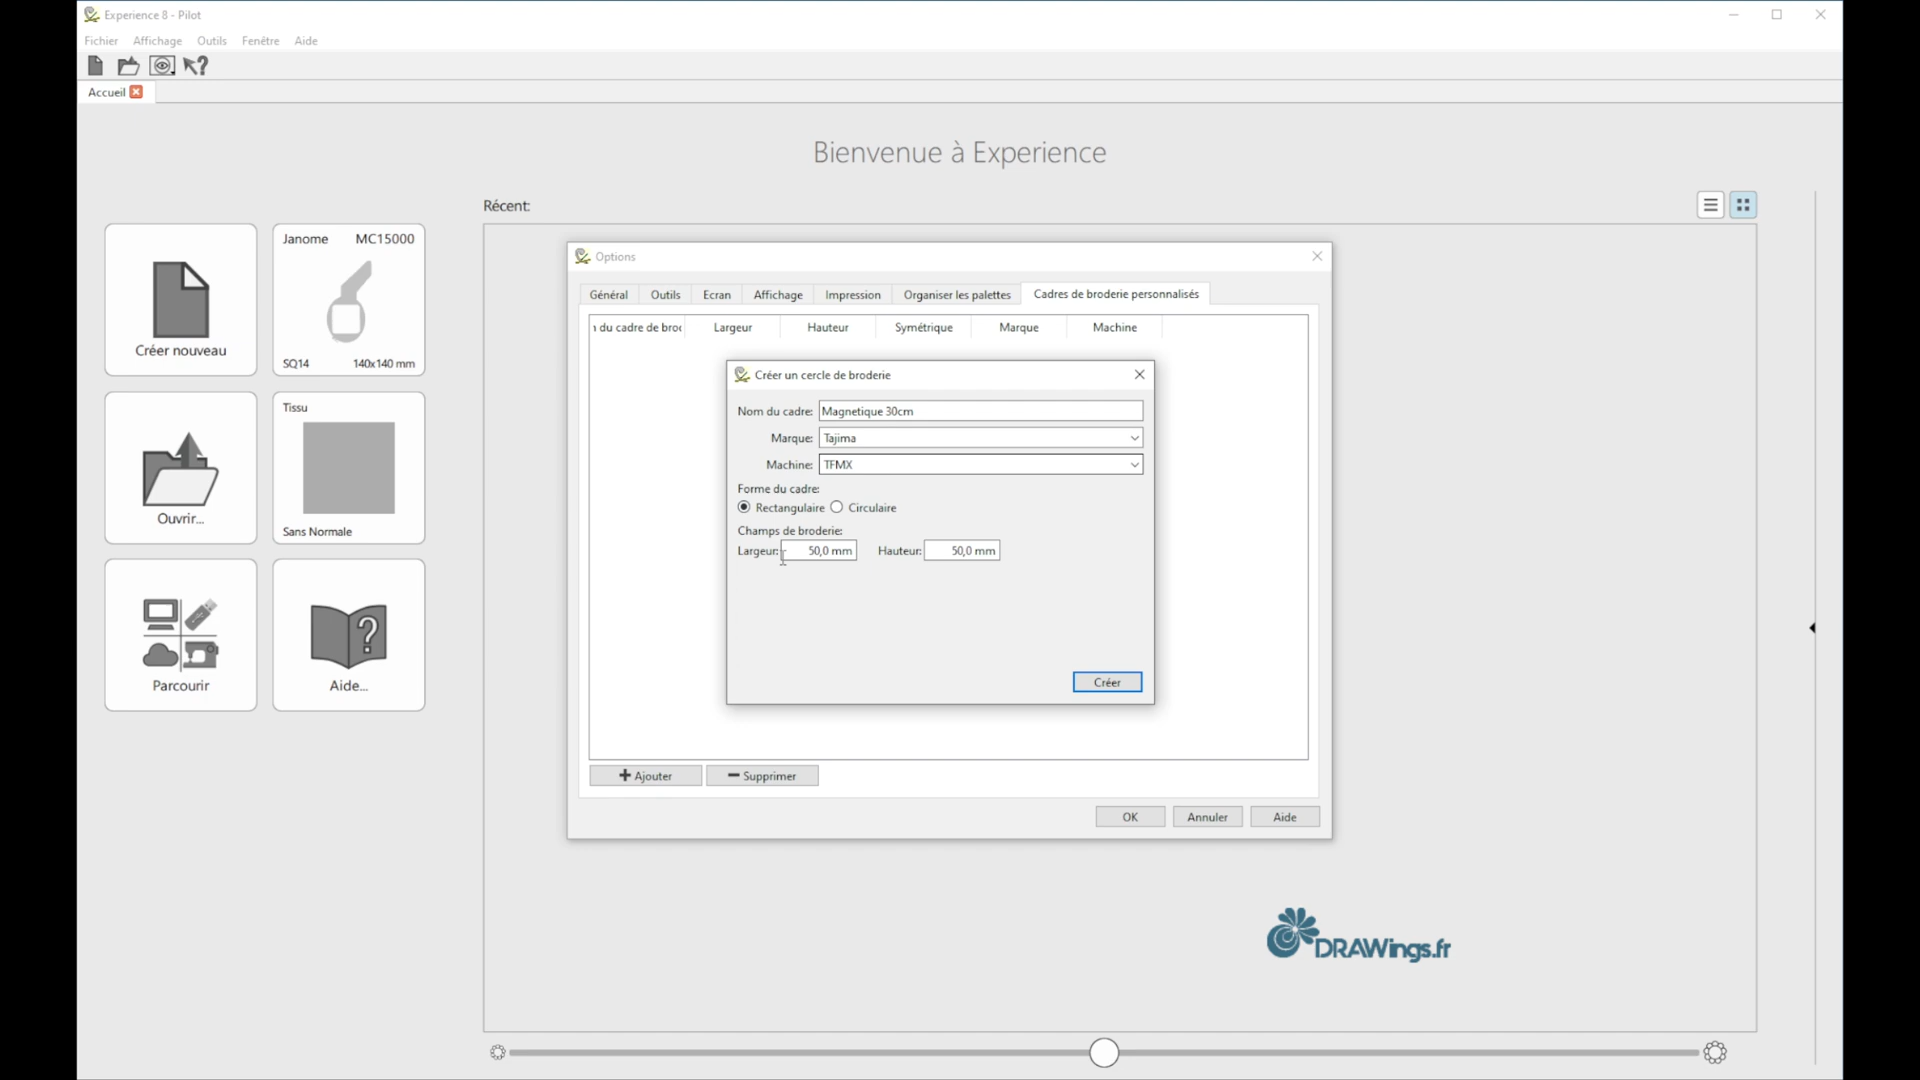 Experience 8 - Pilot
Fichier Affichage Outils Fenêtre Aide
Accueil
Bienvenue à Experience
Récent:
Créer nouveau
Janome MC15000
SQ14 140x140 mm
Ouvrir...
Tissu
Sans Normale
Parcourir
Aide...
Options
Général Outils Ecran Affichage Impression Organiser les palettes Cadres de broderie personnalisés
du cadre de bro Largeur Hauteur Symétrique Marque Machine
Créer un cercle de broderie
Nom du cadre: Magnetique 30cm
Marque: Tajima
Machine: TFMX
Forme du cadre:
Rectangulaire Circulaire
Champs de broderie:
Largeur: 50,0 mm Hauteur: 50,0 mm
Créer
Ajouter Supprimer
OK Annuler Aide
DRAWings.fr